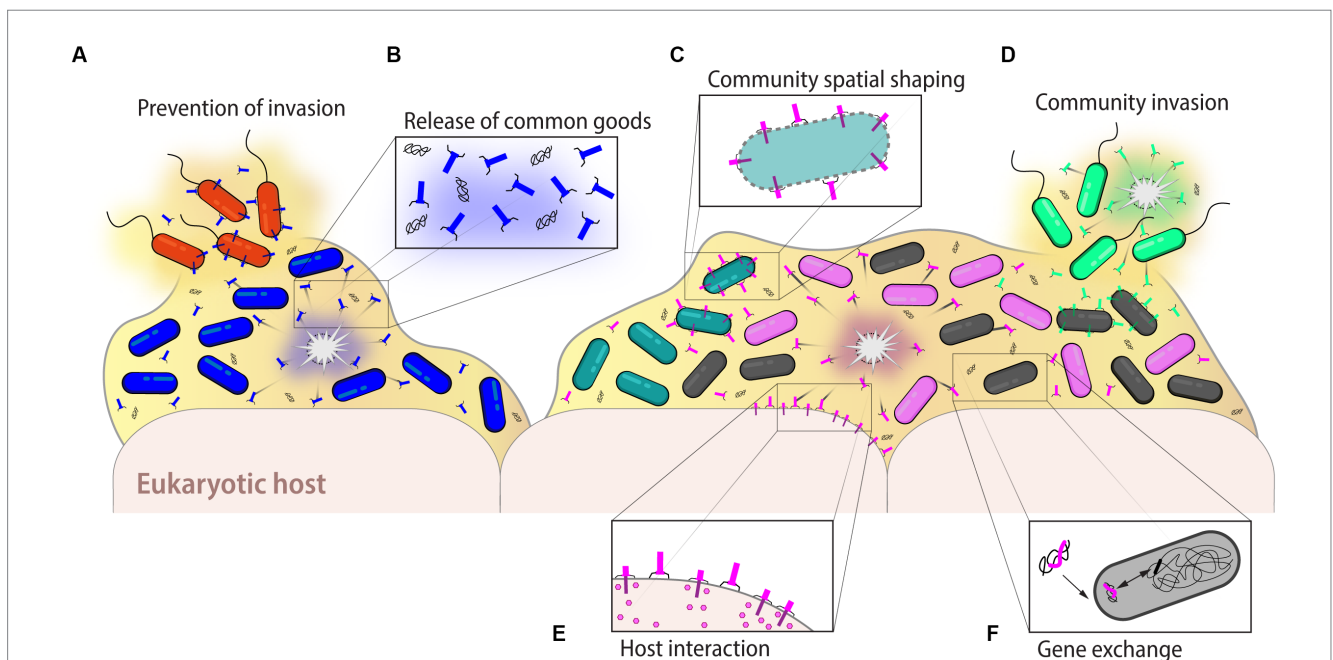 A
Prevention of invasion
B
Release of common goods
C
Community spatial shaping
D
Community invasion
Eukaryotic host
E
Host interaction
F
Gene exchange